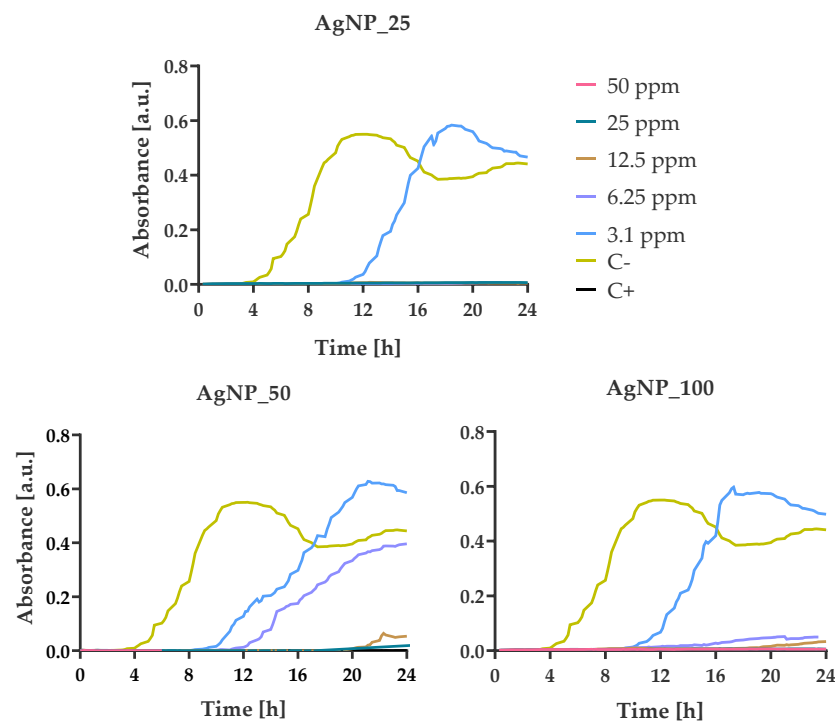 AgNP_25
0.8
0.6
0.4
0.2
0.0
Absorbance [a.u.]
0 4 8 12 16 20 24
Time [h]
50 ppm
25 ppm
12.5 ppm
6.25 ppm
3.1 ppm
C-
C+
AgNP_50
0.8
0.6
0.4
0.2
0.0
Absorbance [a.u.]
0 4 8 12 16 20 24
Time [h]
AgNP_100
0.8
0.6
0.4
0.2
0.0
0 4 8 12 16 20 24
Time [h]